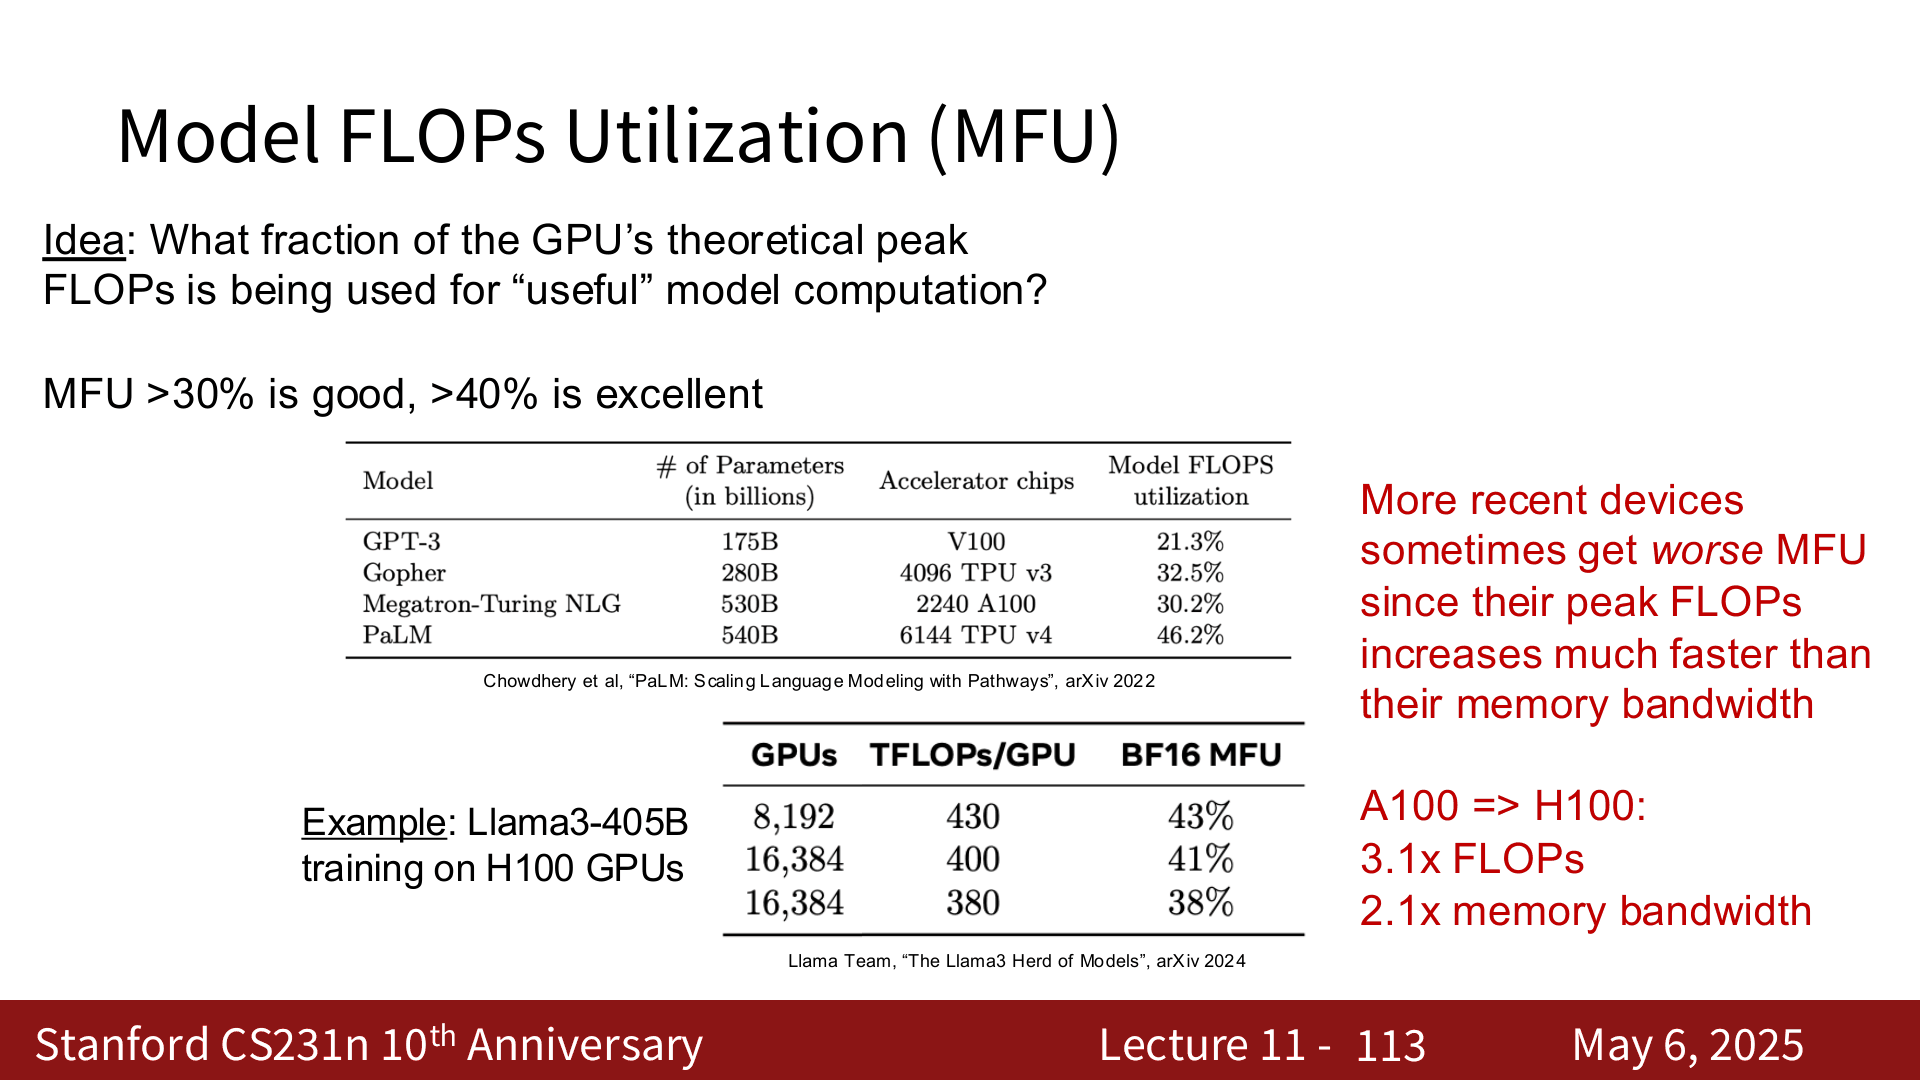 Model FLOPs Utilization (MFU)
Idea: What fraction of the GPU’s theoretical peak
FLOPs is being used for “useful” model computation?
MFU >30% is good, >40% is excellent
Model # of Parameters (in billions) Accelerator chips Model FLOPS utilization
GPT-3 175B V100 21.3%
Gopher 280B 4096 TPU v3 32.5%
Megatron-Turing NLG 530B 2240 A100 30.2%
PaLM 540B 6144 TPU v4 46.2%
Chowdhery et al, “PaLM: Scaling Language Modeling with Pathways”, arXiv 2022
Example: Llama3-405B
training on H100 GPUs
GPUs TFLOPs/GPU BF16 MFU
8,192 430 43%
16,384 400 41%
16,384 380 38%
Llama Team, “The Llama3 Herd of Models”, arXiv 2024
More recent devices
sometimes get worse MFU
since their peak FLOPs
increases much faster than
their memory bandwidth
A100 => H100:
3.1x FLOPs
2.1x memory bandwidth
Stanford CS231n 10th Anniversary
Lecture 11 - 113
May 6, 2025